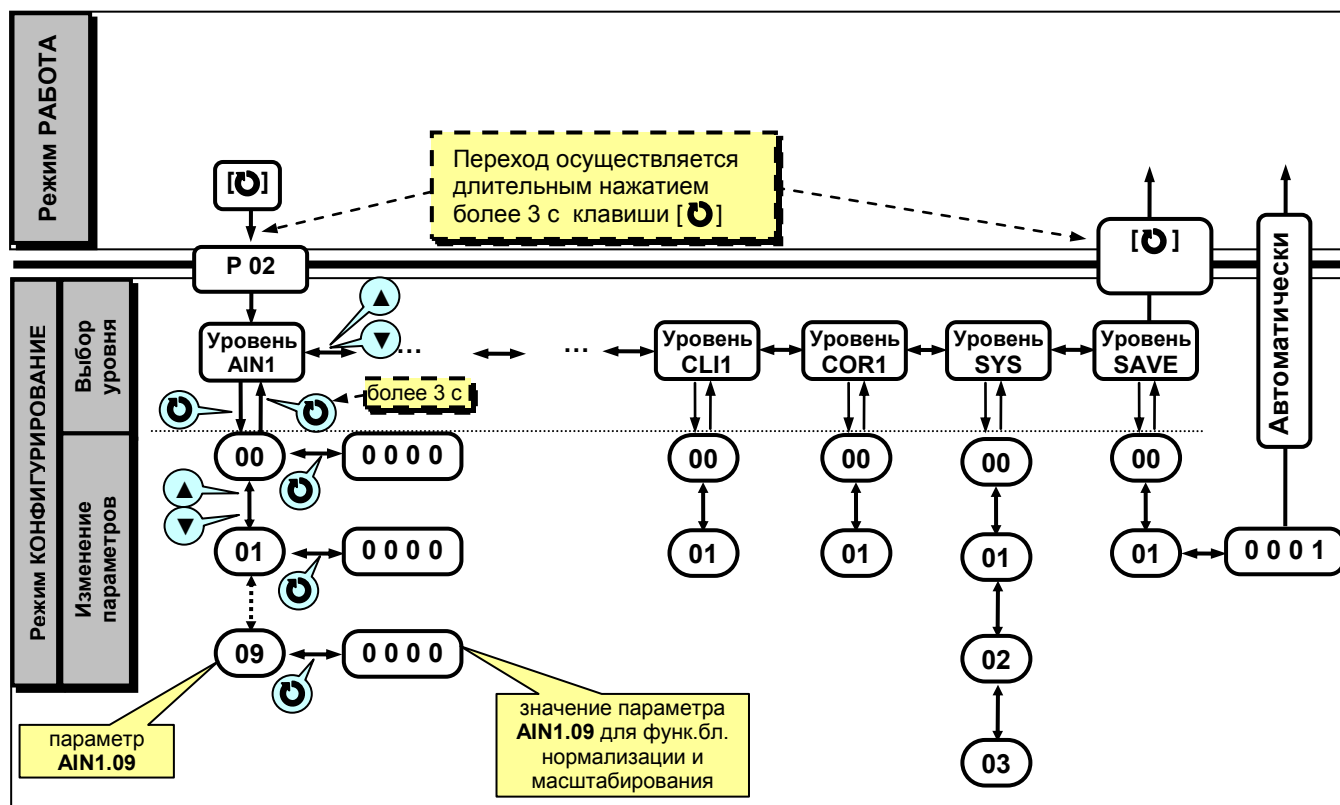 Режим РАБОТА
Переход осуществляется
длительным нажатием
более 3 с клавиши [↻]
[↻]
[↻]
P 02
Автоматически
Режим КОНФИГУРИРОВАНИЕ
Выбор
уровня
Изменение
параметров
Уровень
AIN1
▲
▼
...
...
Уровень
CLI1
Уровень
COR1
Уровень
SYS
Уровень
SAVE
↻
↻
более 3 с
00
0 0 0 0
00
00
00
00
↻
▲
▼
01
0 0 0 0
01
01
01
01
0 0 0 1
↻
09
0 0 0 0
02
↻
параметр
AIN1.09
значение параметра
AIN1.09 для функ.бл.
нормализации и
масштабирования
03